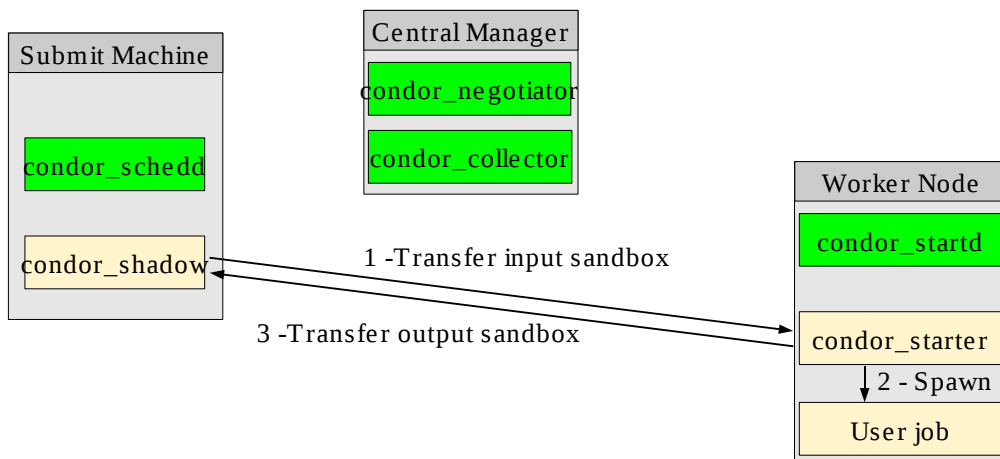 Submit Machine
condor_schedd
condor_shadow
Central Manager
condor_negotiator
condor_collector
1 -Transfer input sandbox
3 -Transfer output sandbox
Worker Node
condor_startd
condor_starter
2 - Spawn
User job